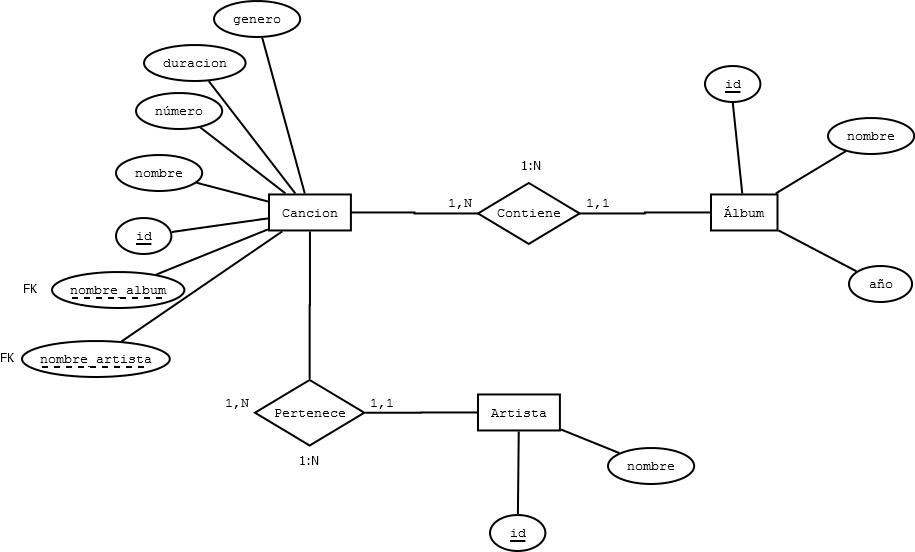 genero
duracion
número
nombre
id
FK nombre_album
FK nombre_artista
Cancion
1:N
1,N Contiene 1,1
Álbum
id
nombre
año
1,N Pertenece 1,1
1:N
Artista
nombre
id